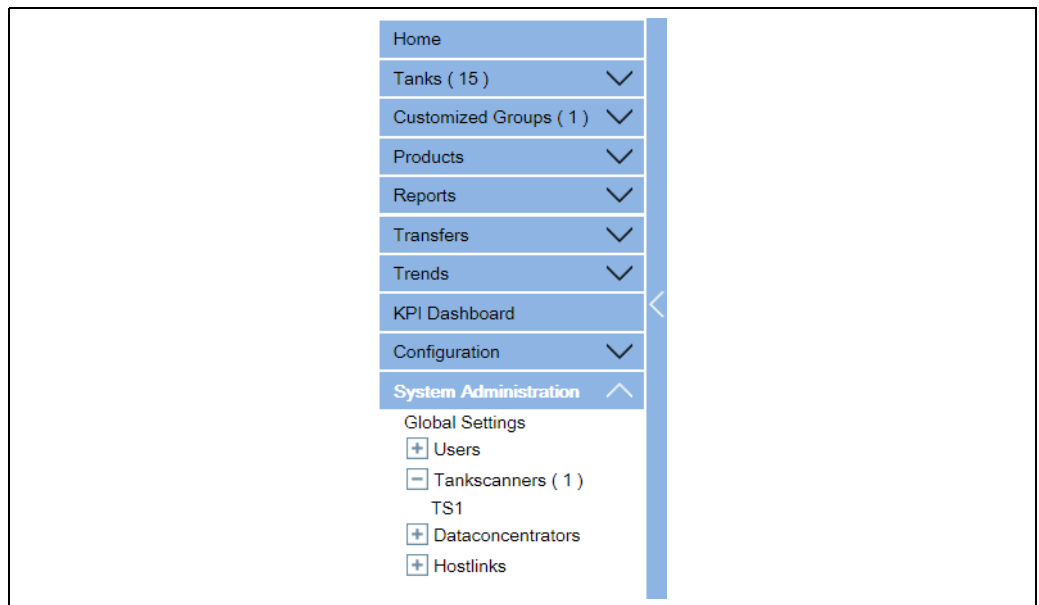 Home
Tanks ( 15 )
Customized Groups ( 1 )
Products
Reports
Transfers
Trends
KPI Dashboard
Configuration
System Administration
Global Settings
Users
Tankscanners ( 1 )
TS1
Dataconcentrators
Hostlinks